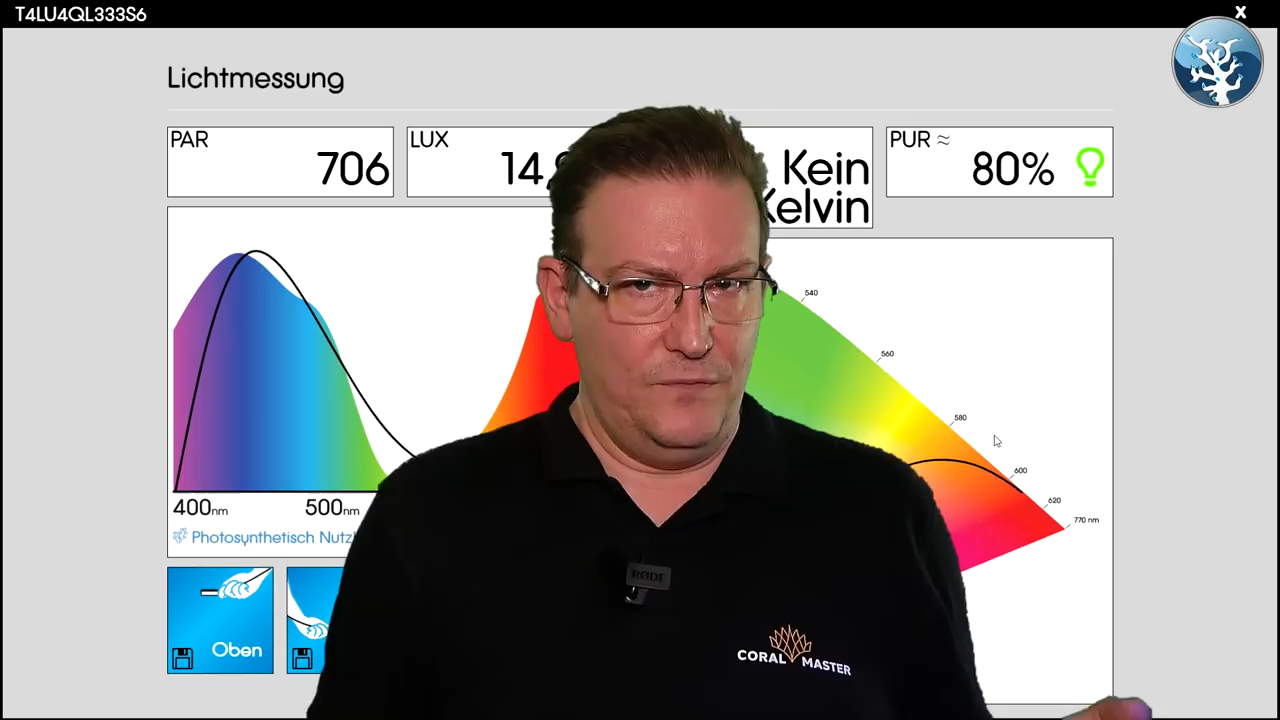 T4LU4QL333S6
X
Lichtmessung
PAR
706
LUX
Kein
Kelvin
PUR ≈
80%
540
560
580
600
620
770 nm
400nm
500nm
Photosynthetisch
Oben
RØDE
CORAL MASTER